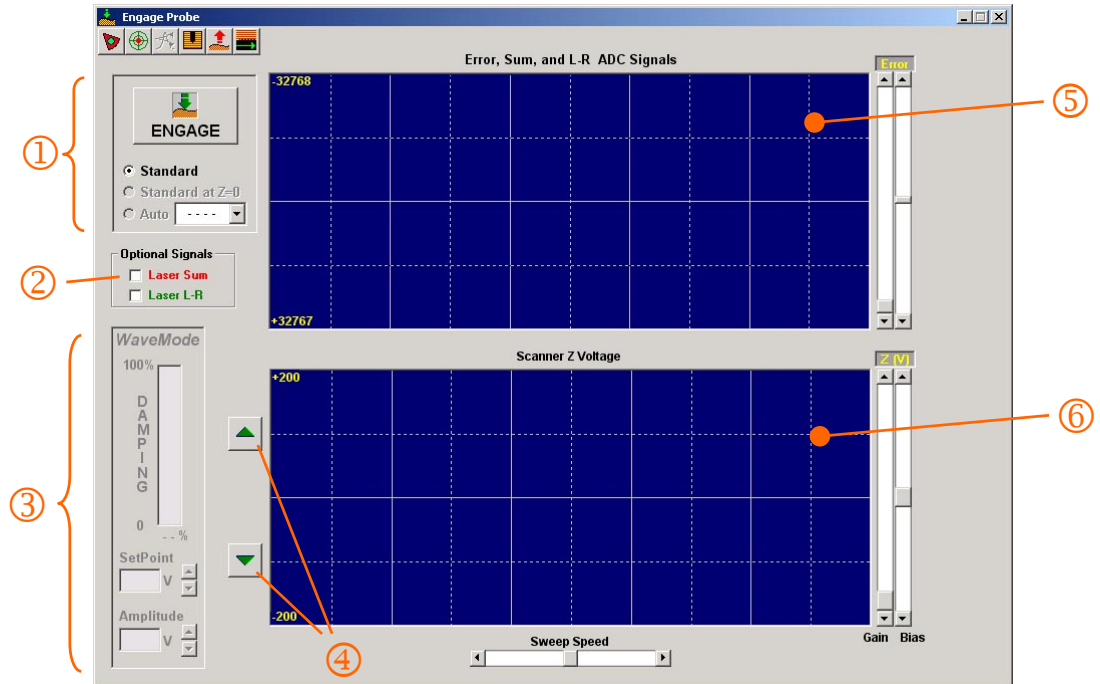 Engage Probe
Error, Sum, and L-R ADC Signals
Error
-32768
+32767
①
ENGAGE
Standard
Standard at Z=0
Auto - - - -
②
Optional Signals
Laser Sum
Laser L-R
③
WaveMode
100%
DAMPING
0
- - %
SetPoint
V
Amplitude
V
④
⑤
Scanner Z Voltage
Z (V)
+200
-200
⑥
Gain Bias
Sweep Speed